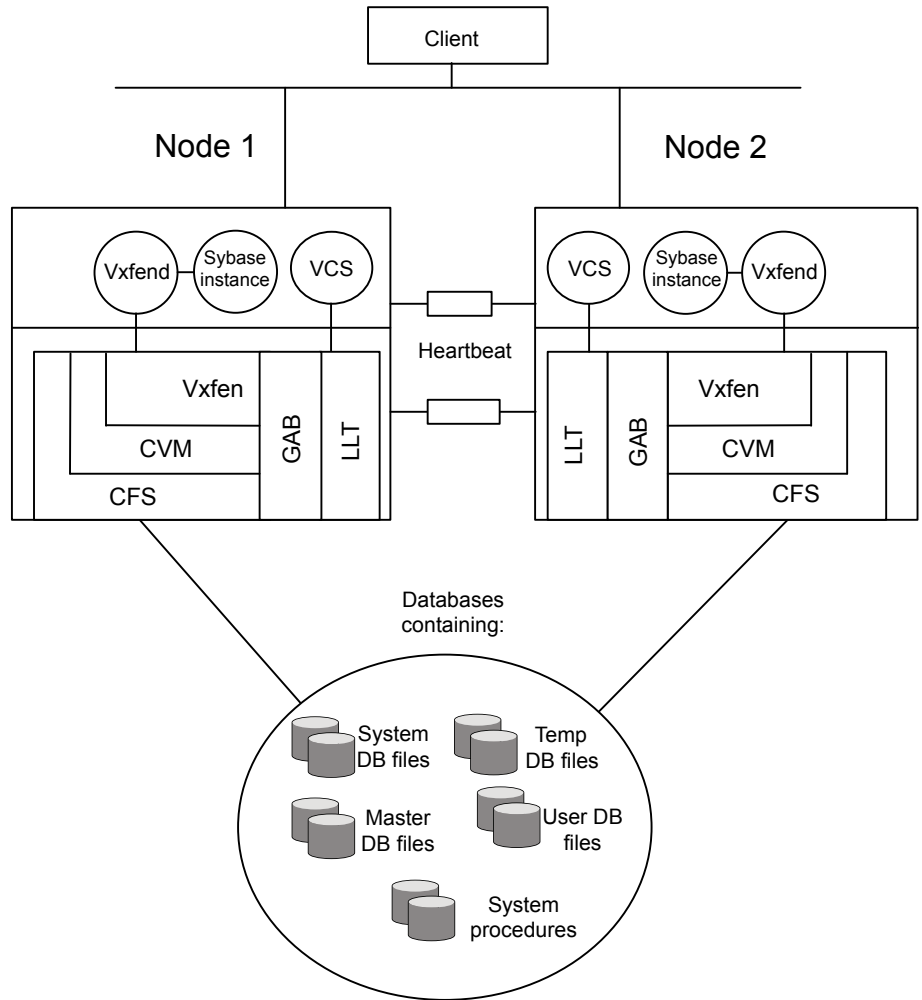 Client
Node 1
Node 2
Vxfend
Sybase
instance
VCS
VCS
Sybase
instance
Vxfend
Heartbeat
Vxfen
CVM
CFS
GAB
LLT
LLT
GAB
Vxfen
CVM
CFS
Databases
containing:
System
DB files
Temp
DB files
Master
DB files
User DB
files
System
procedures